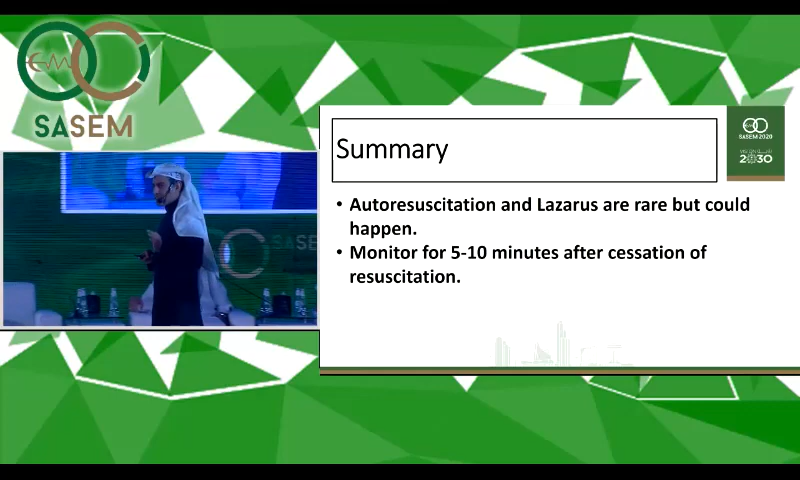 SASEM
Summary
SASEM 2020
2030
• Autoresuscitation and Lazarus are rare but could
happen.
• Monitor for 5-10 minutes after cessation of
resuscitation.
SASEM